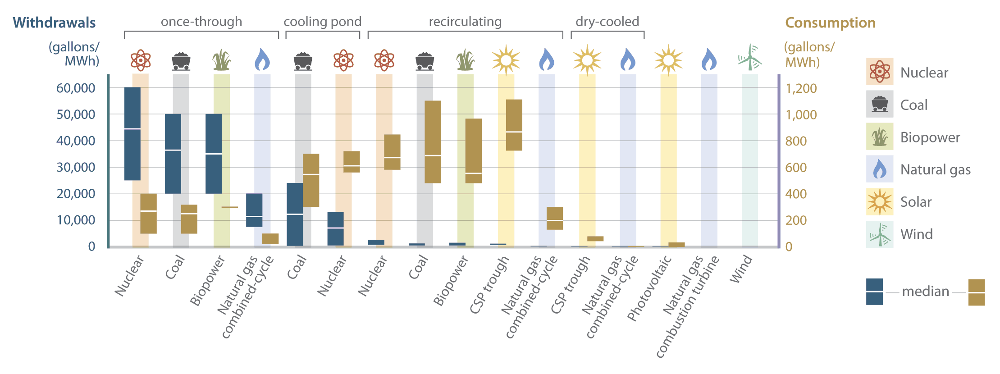 Withdrawals
once-through
cooling pond
recirculating
dry-cooled
Consumption
(gallons/
MWh)
(gallons/
MWh)
60,000
50,000
40,000
30,000
20,000
10,000
0
1,200
1,000
800
600
400
200
0
Nuclear
Coal
Biopower
Natural gas
combined-cycle
Coal
Nuclear
Nuclear
Coal
Biopower
CSP trough
Natural gas
combined-cycle
CSP trough
Natural gas
combined-cycle
Photovoltaic
Natural gas
combustion turbine
Wind
Nuclear
Coal
Biopower
Natural gas
Solar
Wind
median